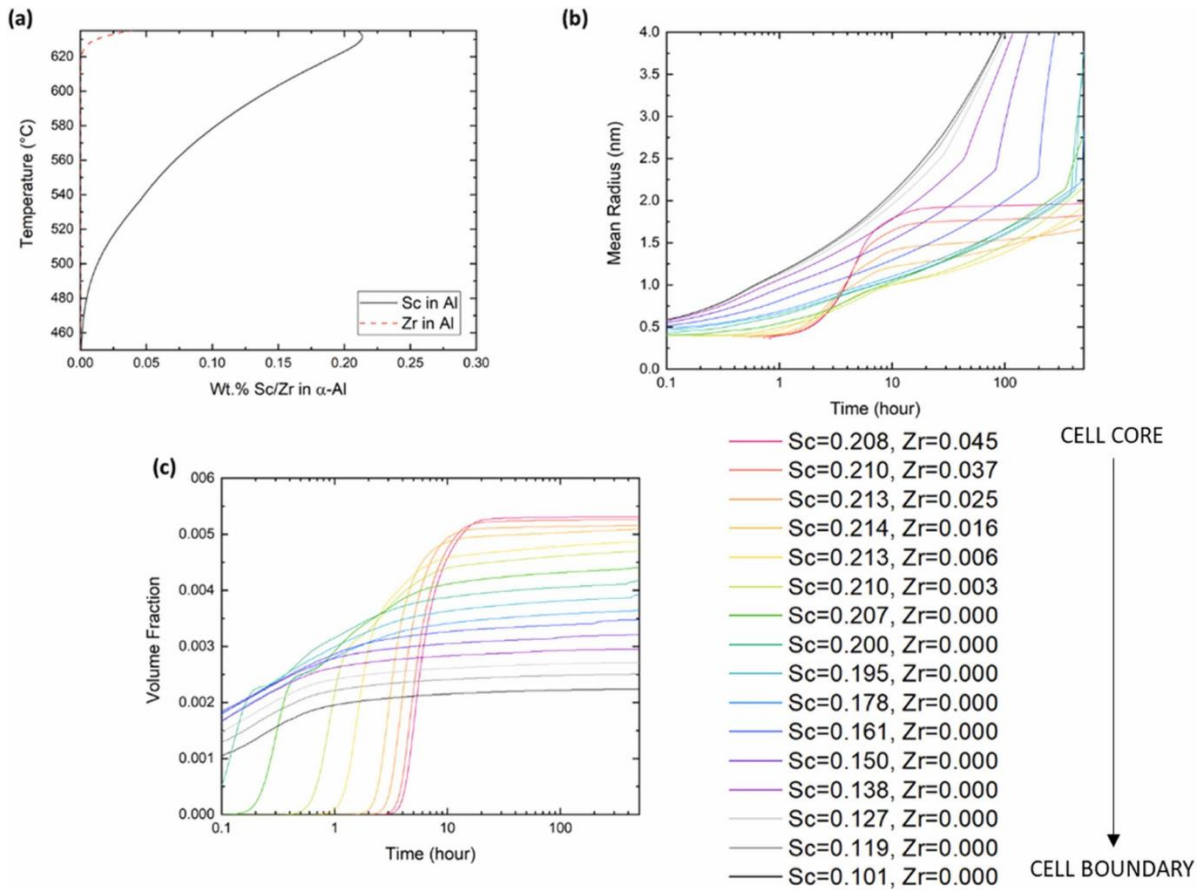 (a)
620
600
580
560
540
520
500
480
460
0.00 0.05 0.10 0.15 0.20 0.25 0.30
Temperature (°C)
Wt.% Sc/Zr in α-Al
Sc in Al
Zr in Al
(b)
4.0
3.5
3.0
2.5
2.0
1.5
1.0
0.5
0.0
0.1 1 10 100
Mean Radius (nm)
Time (hour)
(c)
006
0.005
0.004
0.003
0.002
0.001
0.000
0.1 1 10 100
Volume Fraction
Time (hour)
Sc=0.208, Zr=0.045
Sc=0.210, Zr=0.037
Sc=0.213, Zr=0.025
Sc=0.214, Zr=0.016
Sc=0.213, Zr=0.006
Sc=0.210, Zr=0.003
Sc=0.207, Zr=0.000
Sc=0.200, Zr=0.000
Sc=0.195, Zr=0.000
Sc=0.178, Zr=0.000
Sc=0.161, Zr=0.000
Sc=0.150, Zr=0.000
Sc=0.138, Zr=0.000
Sc=0.127, Zr=0.000
Sc=0.119, Zr=0.000
Sc=0.101, Zr=0.000
CELL CORE
CELL BOUNDARY